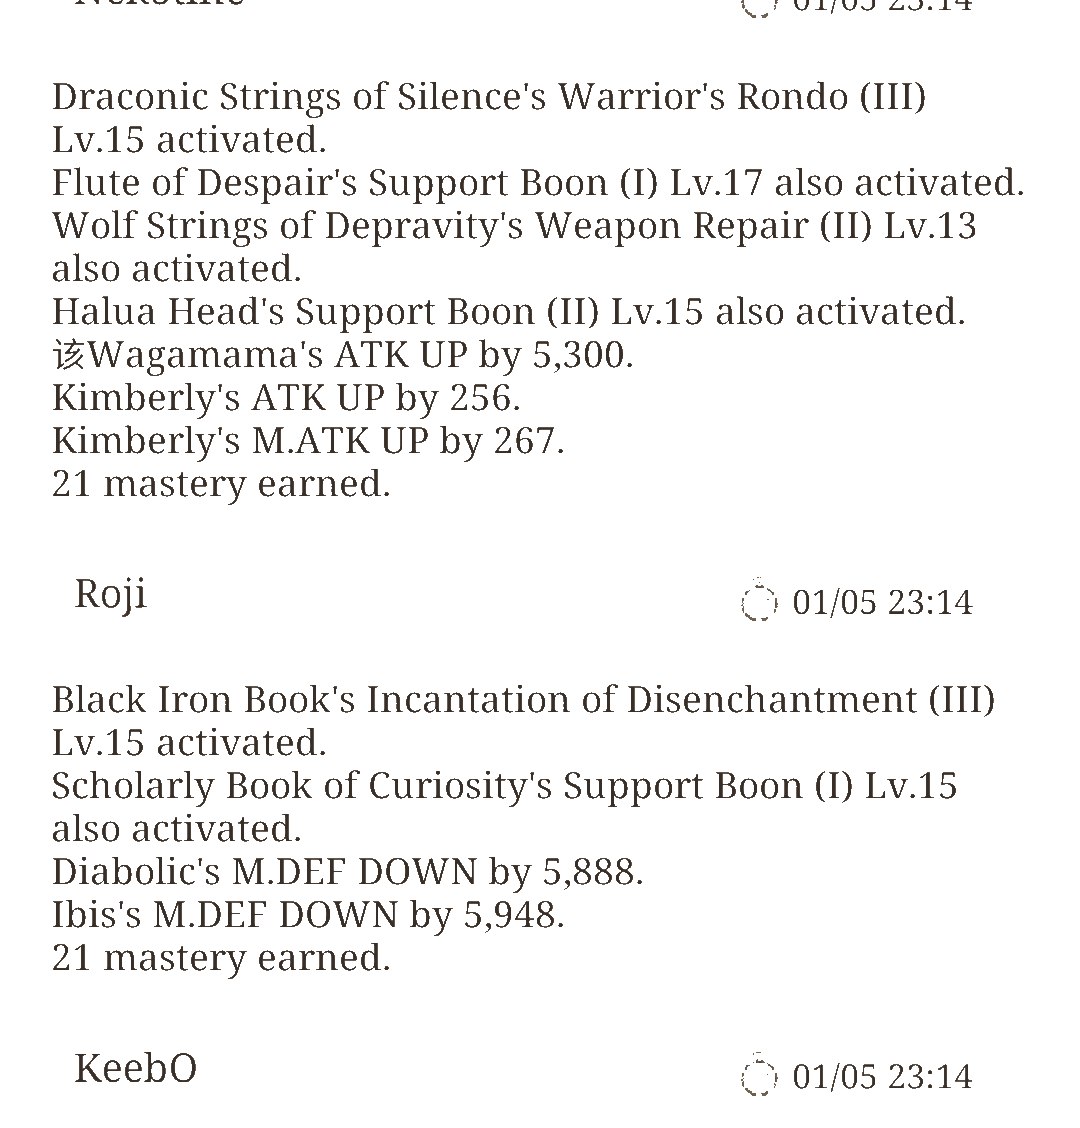 Nekotine
01/05 23:14
Draconic Strings of Silence's Warrior's Rondo (III)
Lv.15 activated.
Flute of Despair's Support Boon (I) Lv.17 also activated.
Wolf Strings of Depravity's Weapon Repair (II) Lv.13
also activated.
Halua Head's Support Boon (II) Lv.15 also activated.
该Wagamama's ATK UP by 5,300.
Kimberly's ATK UP by 256.
Kimberly's M.ATK UP by 267.
21 mastery earned.
Roji
01/05 23:14
Black Iron Book's Incantation of Disenchantment (III)
Lv.15 activated.
Scholarly Book of Curiosity's Support Boon (I) Lv.15
also activated.
Diabolic's M.DEF DOWN by 5,888.
Ibis's M.DEF DOWN by 5,948.
21 mastery earned.
KeebO
01/05 23:14